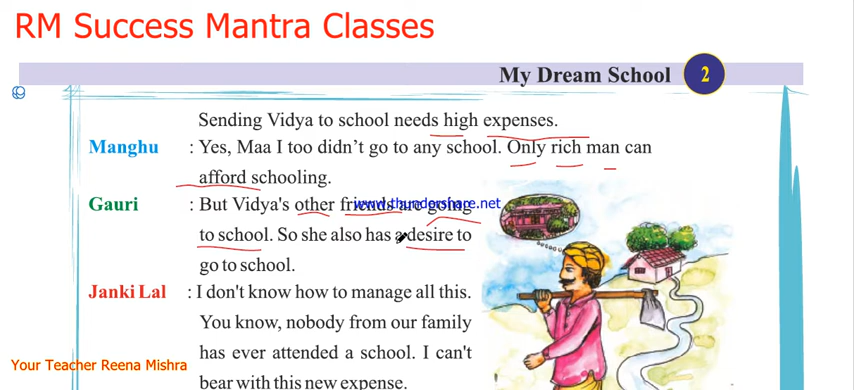 RM Success Mantra Classes
My Dream School 2
Sending Vidya to school needs high expenses.
Manghu : Yes, Maa I too didn't go to any school. Only rich man can
afford schooling.
Gauri : But Vidya's other friends are going
www.thundershare.net
to school. So she also has a desire to
go to school.
Janki Lal : I don't know how to manage all this.
You know, nobody from our family
has ever attended a school. I can't
bear with this new expense.
Your Teacher Reena Mishra